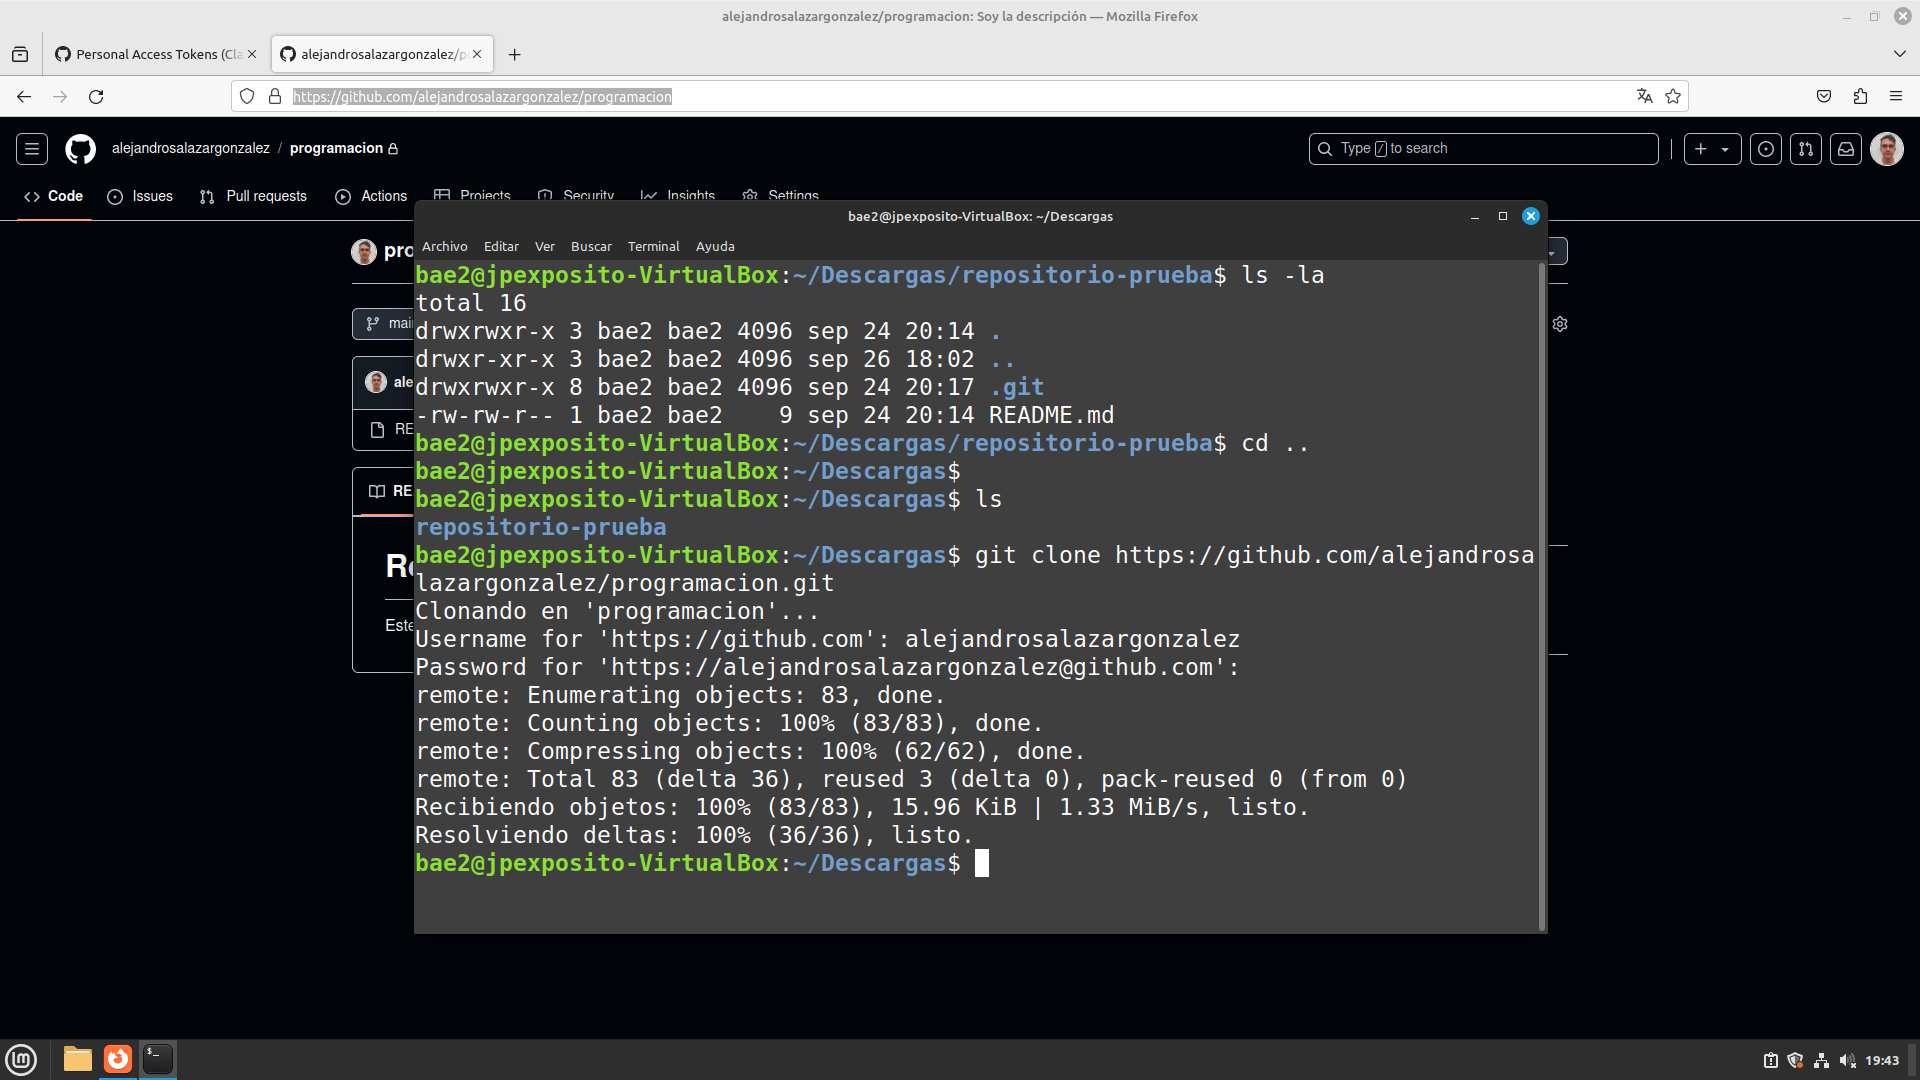 alejandrosalazargonzalez/programacion: Soy la descripción — Mozilla Firefox
Personal Access Tokens (Cla
alejandrosalazargonzalez/p
https://github.com/alejandrosalazargonzalez/programacion
alejandrosalazargonzalez / programacion
Type / to search
Code Issues Pull requests Actions Projects Security Insights Settings
bae2@jpexposito-VirtualBox: ~/Descargas
Archivo Editar Ver Buscar Terminal Ayuda
pro
mai
ale
RE
RE
Re
Este
bae2@jpexposito-VirtualBox:~/Descargas/repositorio-prueba$ ls -la
total 16
drwxrwxr-x 3 bae2 bae2 4096 sep 24 20:14 .
drwxr-xr-x 3 bae2 bae2 4096 sep 26 18:02 ..
drwxrwxr-x 8 bae2 bae2 4096 sep 24 20:17 .git
-rw-rw-r-- 1 bae2 bae2    9 sep 24 20:14 README.md
bae2@jpexposito-VirtualBox:~/Descargas/repositorio-prueba$ cd ..
bae2@jpexposito-VirtualBox:~/Descargas$
bae2@jpexposito-VirtualBox:~/Descargas$ ls
repositorio-prueba
bae2@jpexposito-VirtualBox:~/Descargas$ git clone https://github.com/alejandrosa
lazargonzalez/programacion.git
Clonando en 'programacion'...
Username for 'https://github.com': alejandrosalazargonzalez
Password for 'https://alejandrosalazargonzalez@github.com':
remote: Enumerating objects: 83, done.
remote: Counting objects: 100% (83/83), done.
remote: Compressing objects: 100% (62/62), done.
remote: Total 83 (delta 36), reused 3 (delta 0), pack-reused 0 (from 0)
Recibiendo objetos: 100% (83/83), 15.96 KiB | 1.33 MiB/s, listo.
Resolviendo deltas: 100% (36/36), listo.
bae2@jpexposito-VirtualBox:~/Descargas$
19:43